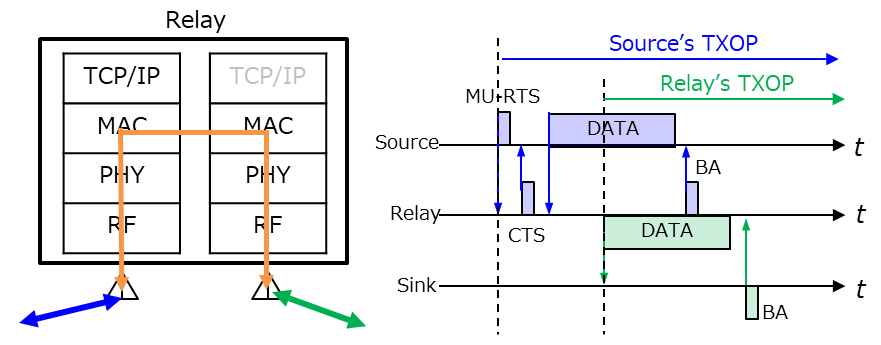 Relay
TCP/IP
TCP/IP
MAC
MAC
PHY
PHY
RF
RF
Source's TXOP
Relay's TXOP
MU-RTS
Source
DATA
t
BA
Relay
t
CTS
DATA
Sink
t
BA